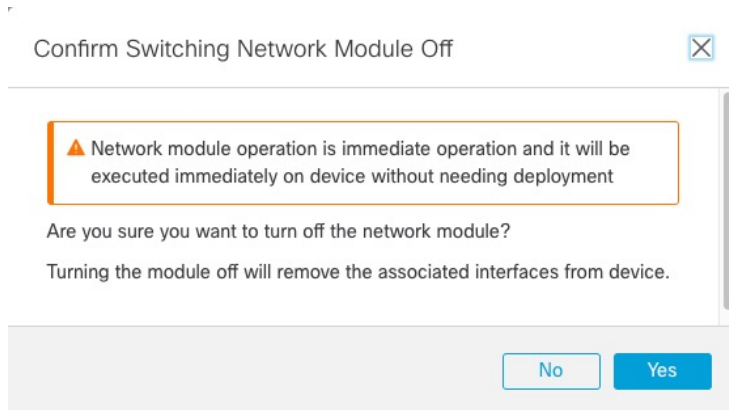 Confirm Switching Network Module Off
Network module operation is immediate operation and it will be
executed immediately on device without needing deployment
Are you sure you want to turn off the network module?
Turning the module off will remove the associated interfaces from device.
No Yes